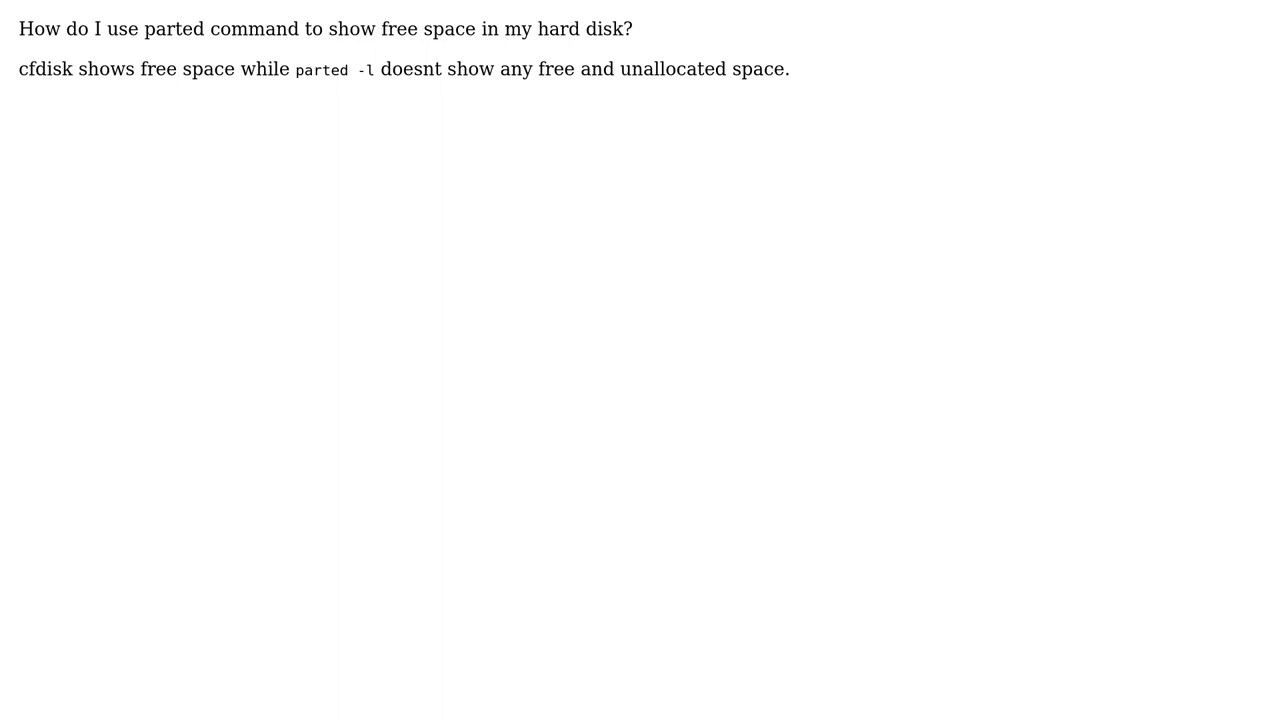 How do I use parted command to show free space in my hard disk?
cfdisk shows free space while parted -l doesnt show any free and unallocated space.